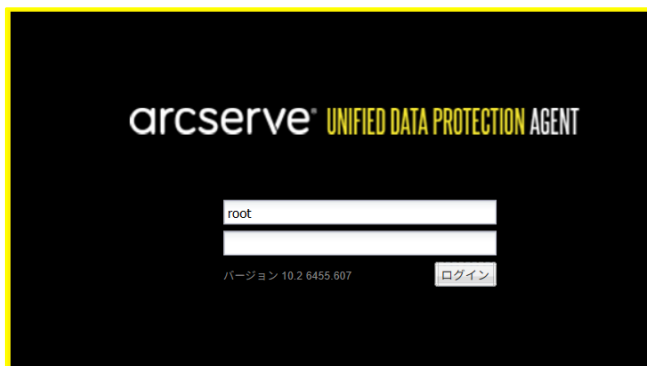 arcserve® UNIFIED DATA PROTECTION AGENT
root
バージョン 10.2 6455.607
ログイン